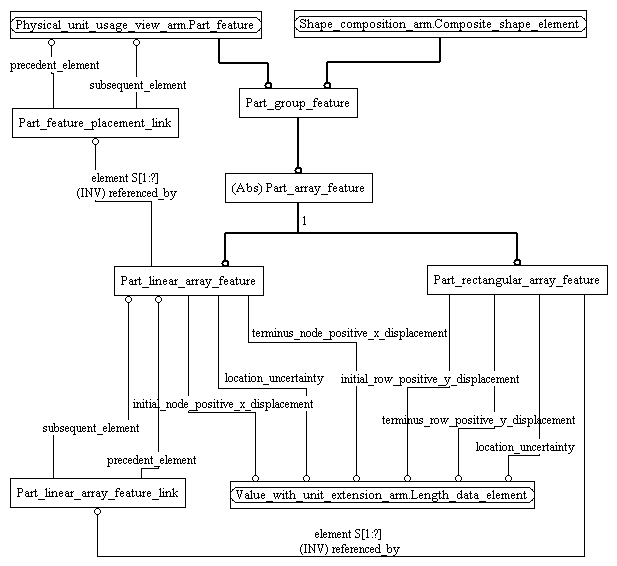 Physical_unit_usage_view_arm.Part_feature
Shape_composition_arm.Composite_shape_element
precedent_element
subsequent_element
Part_group_feature
Part_feature_placement_link
element S[1:?]
(INV) referenced_by
(Abs) Part_array_feature
1
Part_linear_array_feature
Part_rectangular_array_feature
terminus_node_positive_x_displacement
location_uncertainty
initial_row_positive_y_displacement
initial_node_positive_x_displacement
terminus_row_positive_y_displacement
subsequent_element
location_uncertainty
precedent_element
Part_linear_array_feature_link
Value_with_unit_extension_arm.Length_data_element
element S[1:?]
(INV) referenced_by